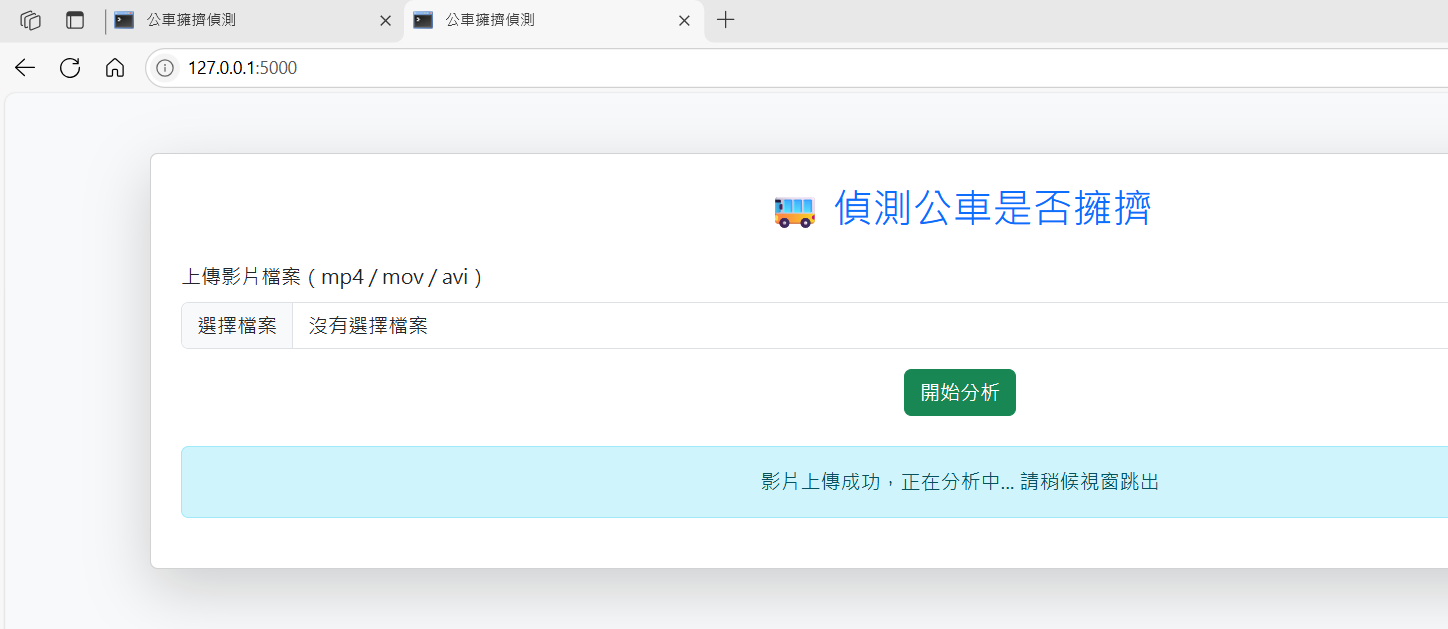 公車擁擠偵測
公車擁擠偵測
127.0.0.1:5000
偵測公車是否擁擠
上傳影片檔案（mp4 / mov / avi）
選擇檔案 沒有選擇檔案
開始分析
影片上傳成功，正在分析中... 請稍候視窗跳出